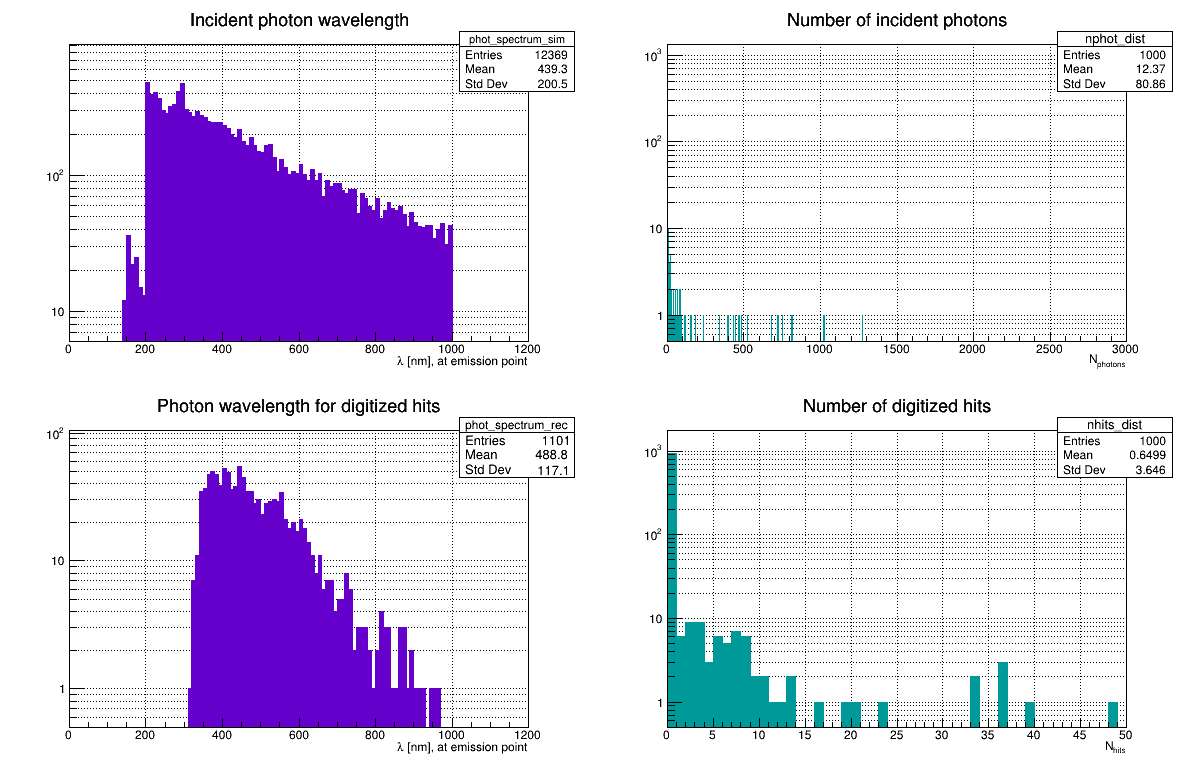 Incident photon wavelength
phot_spectrum_sim
Entries 12369
Mean 439.3
Std Dev 200.5
10²
10
0 200 400 600 800 1000 1200
λ [nm], at emission point
Number of incident photons
nphot_dist
Entries 1000
Mean 12.37
Std Dev 80.86
10³
10²
10
1
0 500 1000 1500 2000 2500 3000
Nphotons
Photon wavelength for digitized hits
phot_spectrum_rec
Entries 1101
Mean 488.8
Std Dev 117.1
10²
10
1
0 200 400 600 800 1000 1200
λ [nm], at emission point
Number of digitized hits
nhits_dist
Entries 1000
Mean 0.6499
Std Dev 3.646
10³
10²
10
1
0 5 10 15 20 25 30 35 40 45 50
Nhits